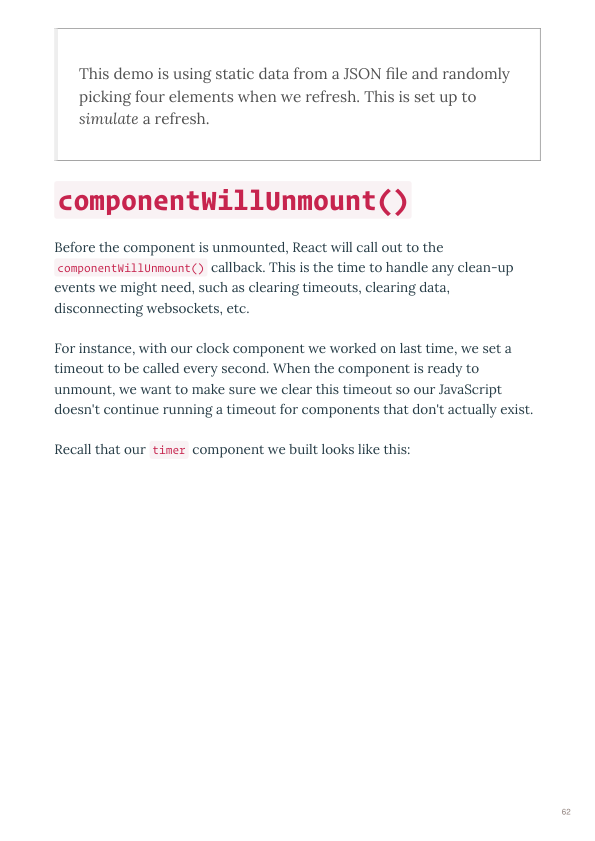 This demo is using static data from a JSON file and randomly
picking four elements when we refresh. This is set up to
simulate a refresh.
componentWillUnmount()
Before the component is unmounted, React will call out to the
componentWillUnmount() callback. This is the time to handle any clean-up
events we might need, such as clearing timeouts, clearing data,
disconnecting websockets, etc.
For instance, with our clock component we worked on last time, we set a
timeout to be called every second. When the component is ready to
unmount, we want to make sure we clear this timeout so our JavaScript
doesn't continue running a timeout for components that don't actually exist.
Recall that our timer component we built looks like this:
62